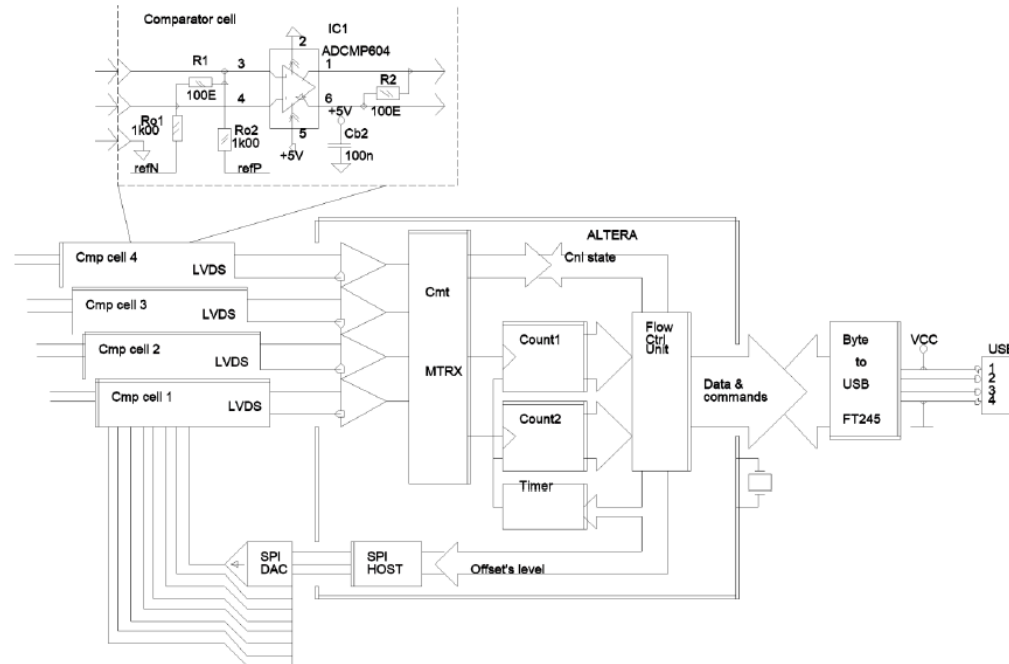 Comparator cell
IC1
ADCMP604
2
R1
3
1
R2
100E
4
6
100E
+5V
Ro1
1k00
Ro2
1k00
5
Cb2
+5V
100n
refN
refP
ALTERA
Cnl state
Cmp cell 4
LVDS
Cmp cell 3
LVDS
Cmp cell 2
LVDS
Cmp cell 1
LVDS
Cmt
MTRX
Count1
Count2
Timer
Flow
Ctrl
Unit
Data &
commands
Byte
to
USB
FT245
VCC
USB
1
2
3
4
SPI
DAC
SPI
HOST
Offset's level